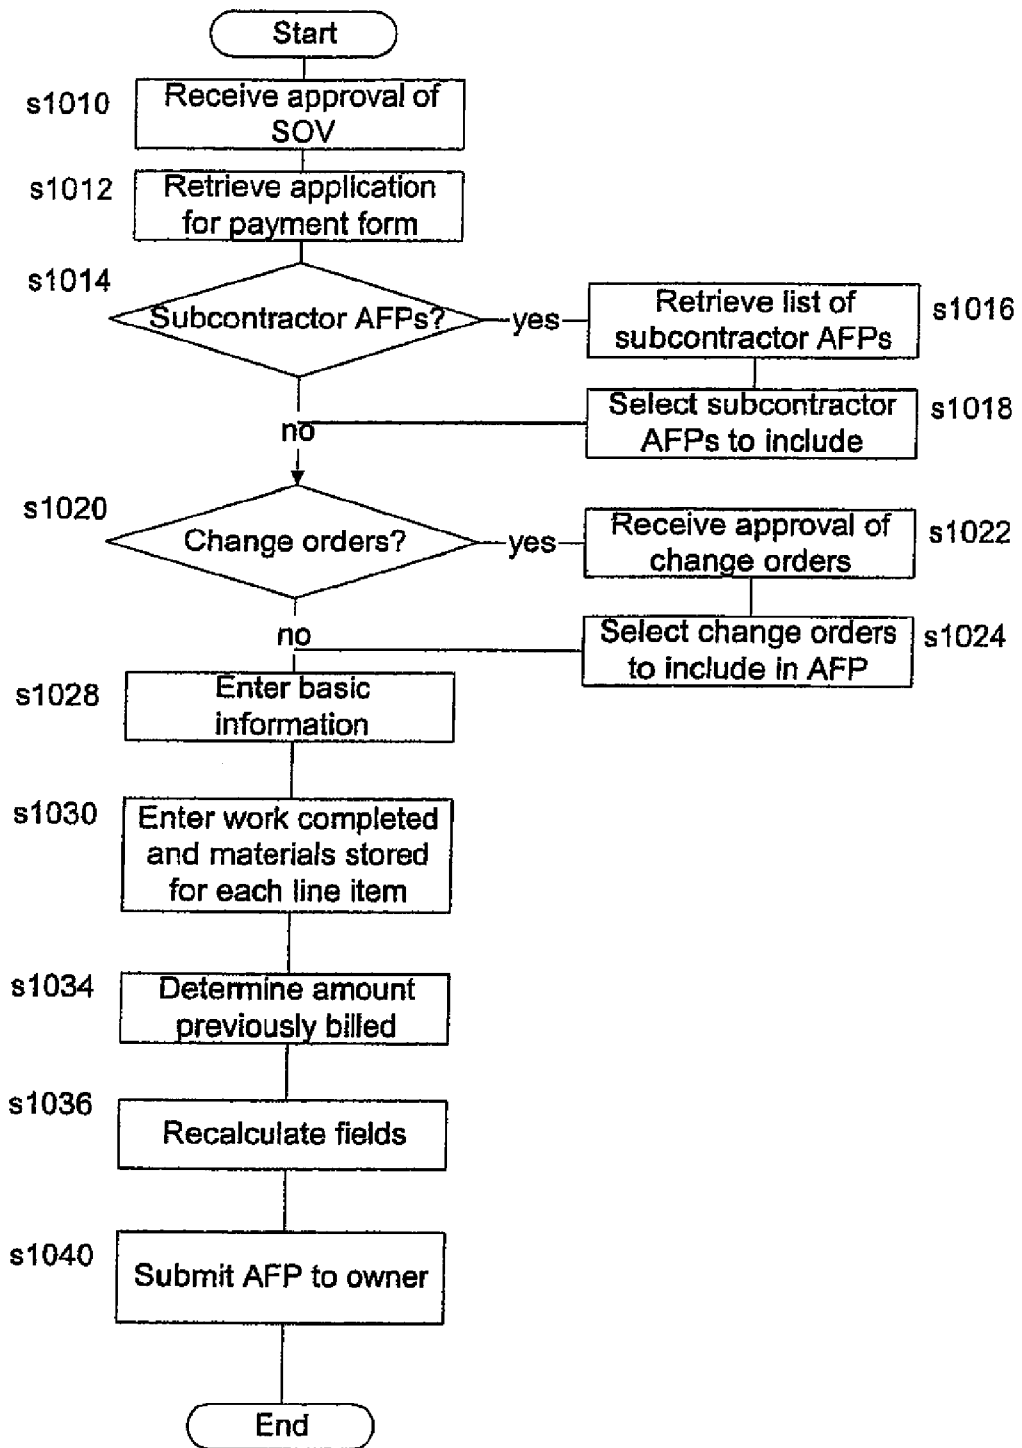 Start
s1010
Receive approval of
SOV
s1012
Retrieve application
for payment form
s1014
Subcontractor AFPs?
yes
Retrieve list of
subcontractor AFPs
s1016
Select subcontractor
AFPs to include
s1018
no
s1020
Change orders?
yes
Receive approval of
change orders
s1022
no
Select change orders
to include in AFP
s1024
s1028
Enter basic
information
s1030
Enter work completed
and materials stored
for each line item
s1034
Determine amount
previously billed
s1036
Recalculate fields
s1040
Submit AFP to owner
End